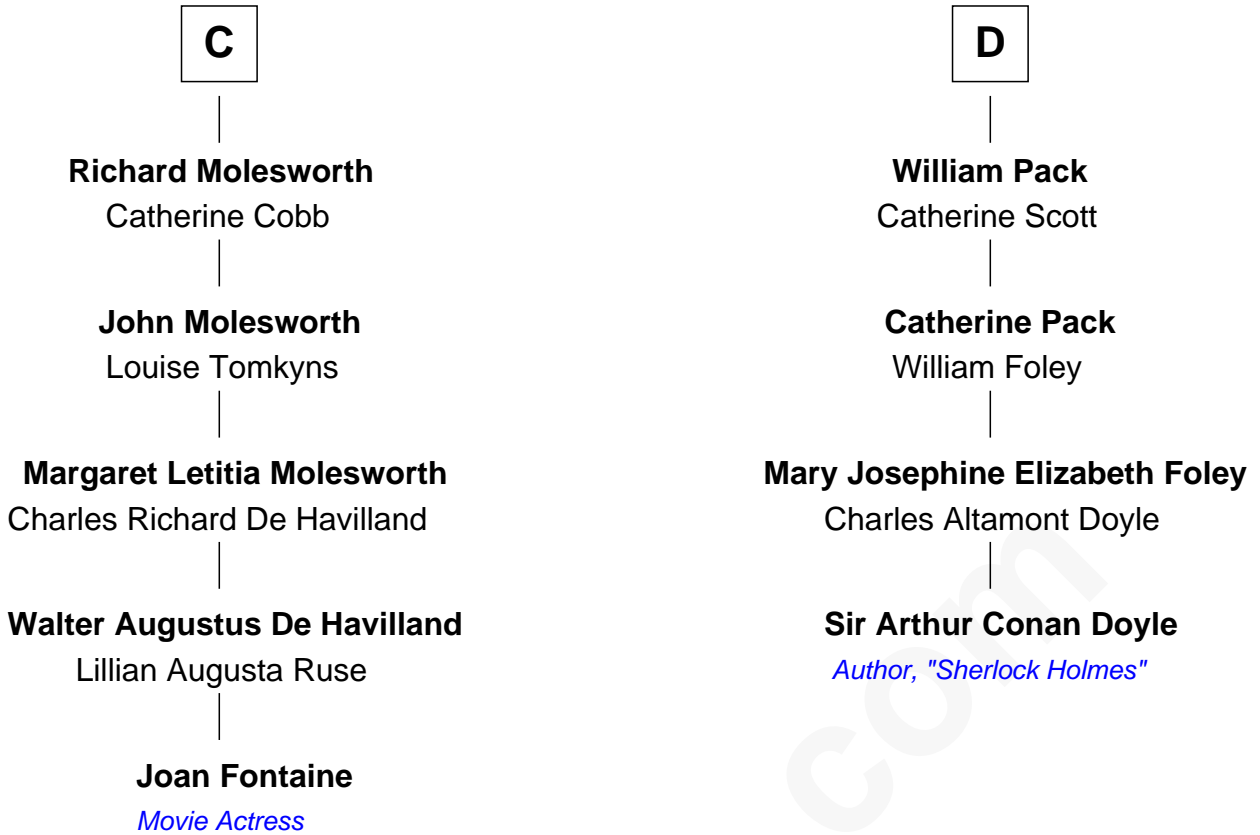 C
Richard Molesworth
Catherine Cobb
John Molesworth
Louise Tomkyns
Margaret Letitia Molesworth
Charles Richard De Havilland
Walter Augustus De Havilland
Lillian Augusta Ruse
Joan Fontaine
Movie Actress
D
William Pack
Catherine Scott
Catherine Pack
William Foley
Mary Josephine Elizabeth Foley
Charles Altamont Doyle
Sir Arthur Conan Doyle
Author, "Sherlock Holmes"
com